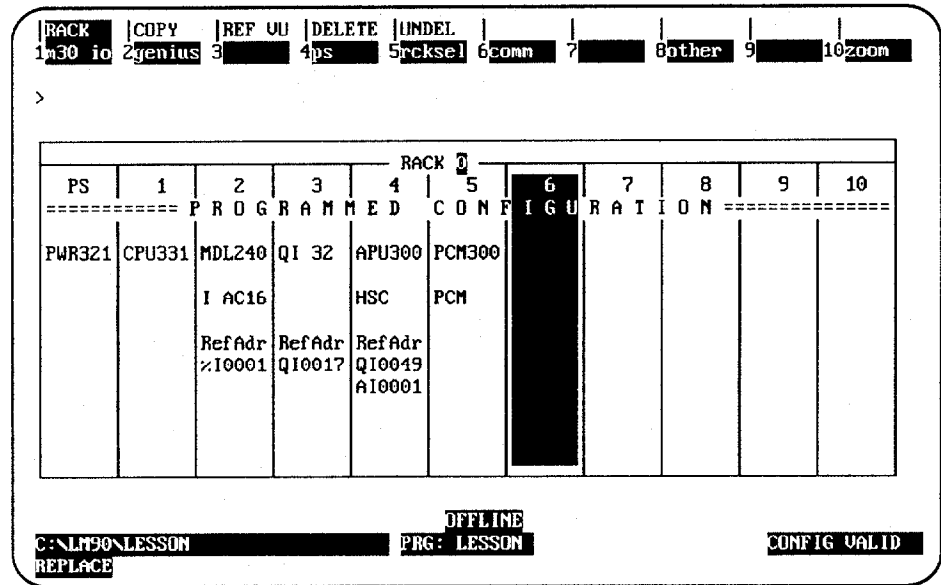 RACK COPY REF VU DELETE UNDEL
1m30 io 2genius 3 4ps 5rcksel 6comm 7 8other 9 10zoom
>
RACK 0
PS 1 2 3 4 5 6 7 8 9 10
============ P R O G R A M M E D C O N F I G U R A T I O N ===============
PWR321 CPU331 MDL240 QI 32 APU300 PCM300
I AC16 HSC PCM
RefAdr RefAdr RefAdr
%I0001 QI0017 QI0049
AI0001
OFFLINE
C:\LM90\LESSON PRG: LESSON CONFIG VALID
REPLACE